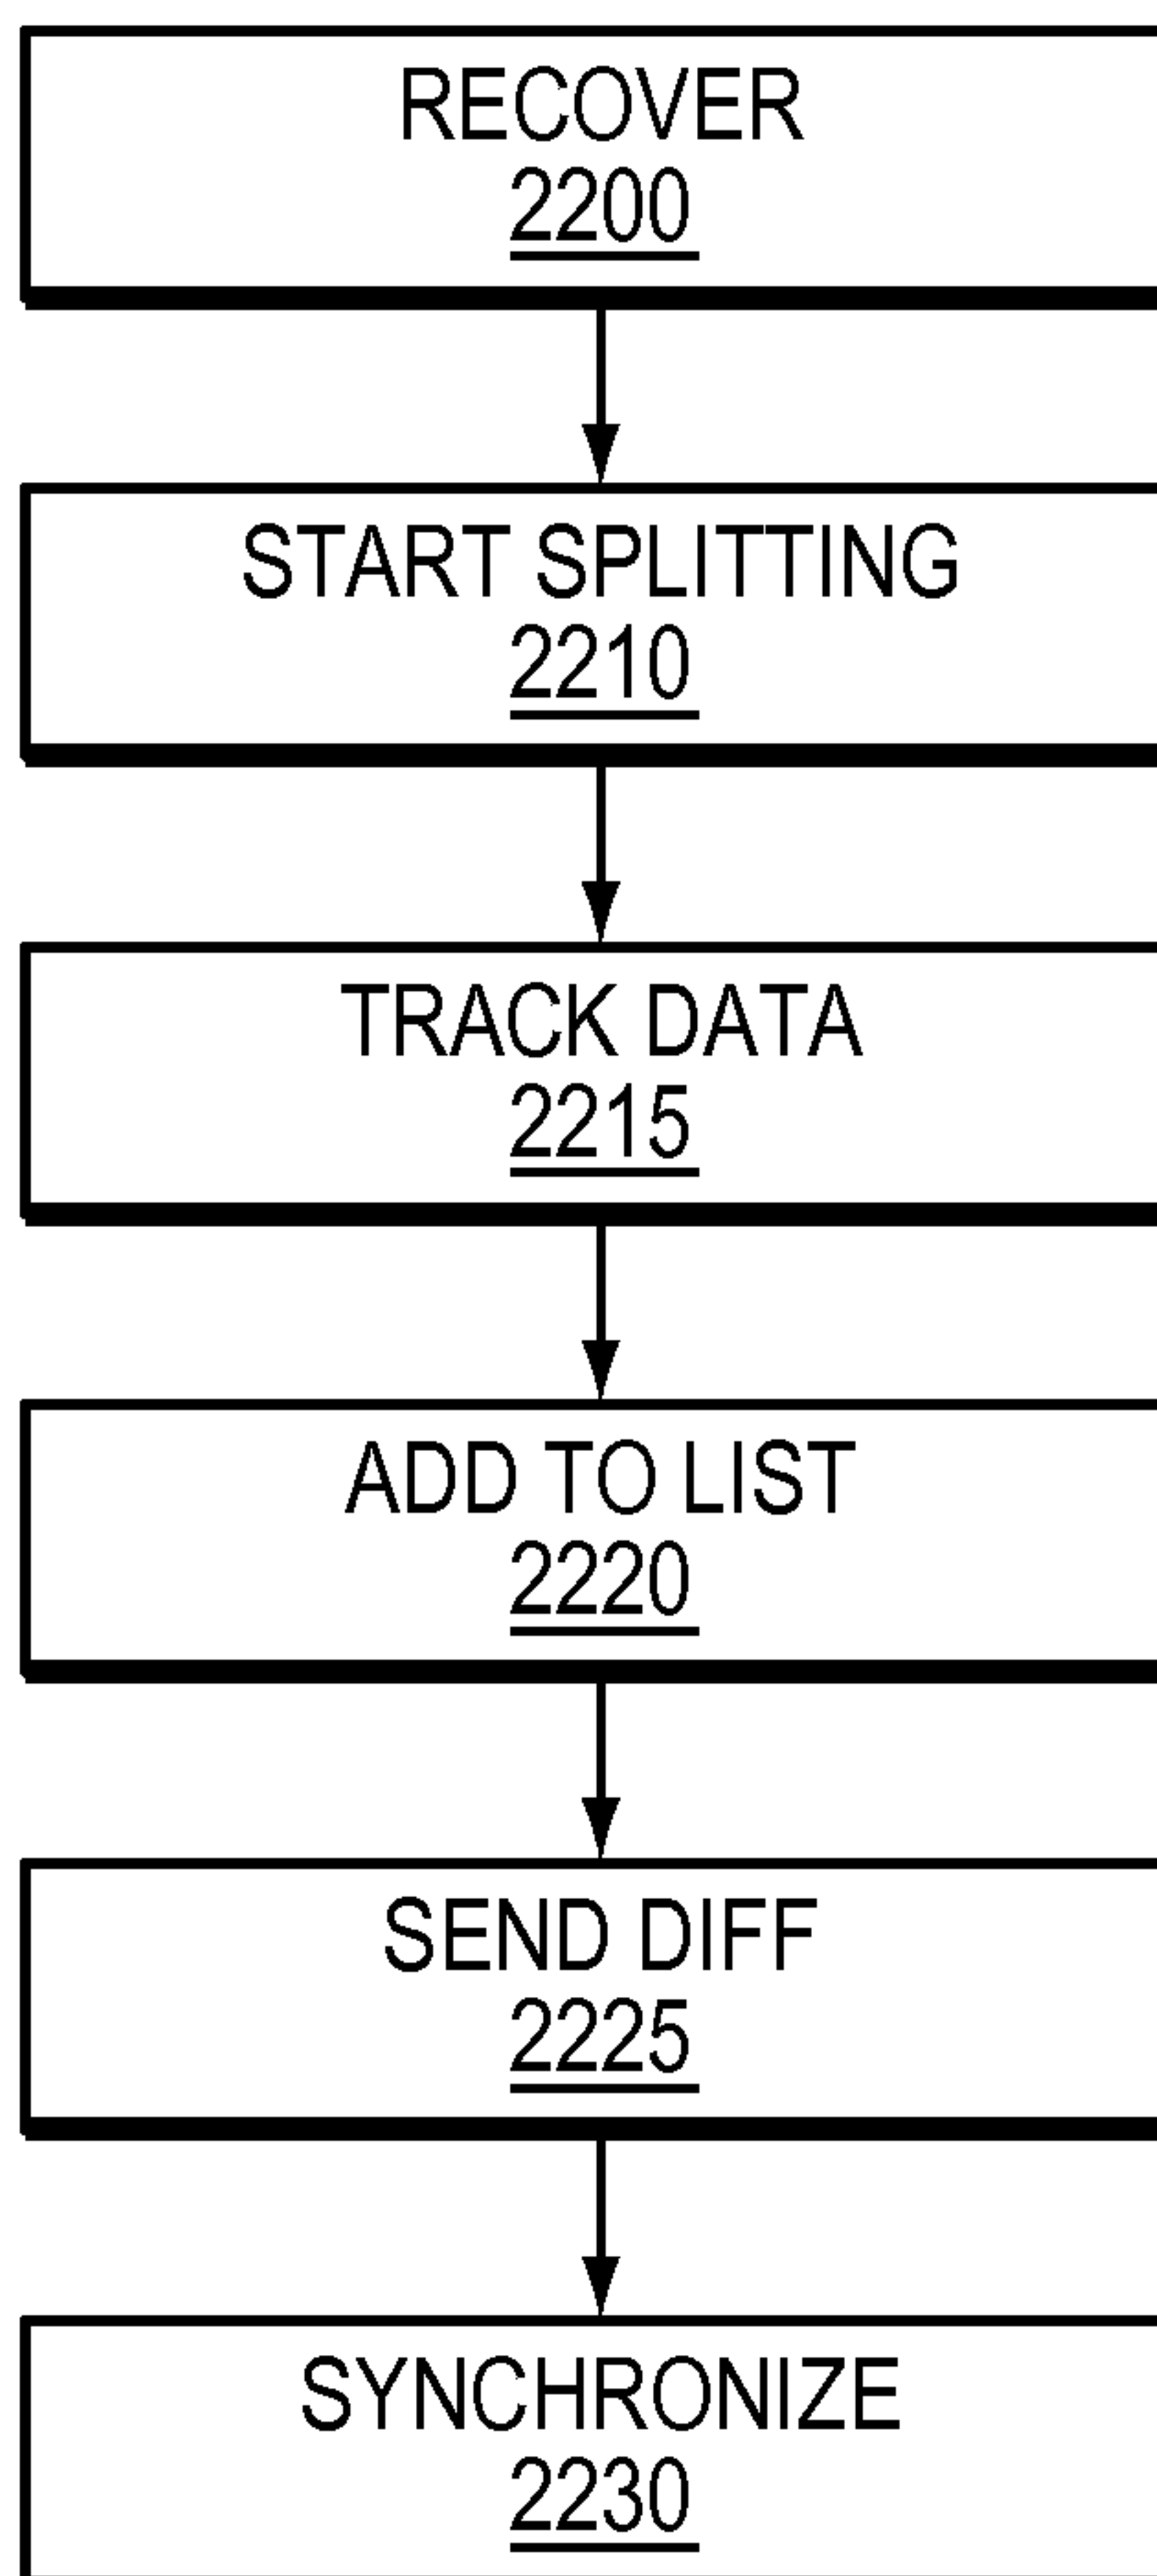 RECOVER
2200
START SPLITTING
2210
TRACK DATA
2215
ADD TO LIST
2220
SEND DIFF
2225
SYNCHRONIZE
2230